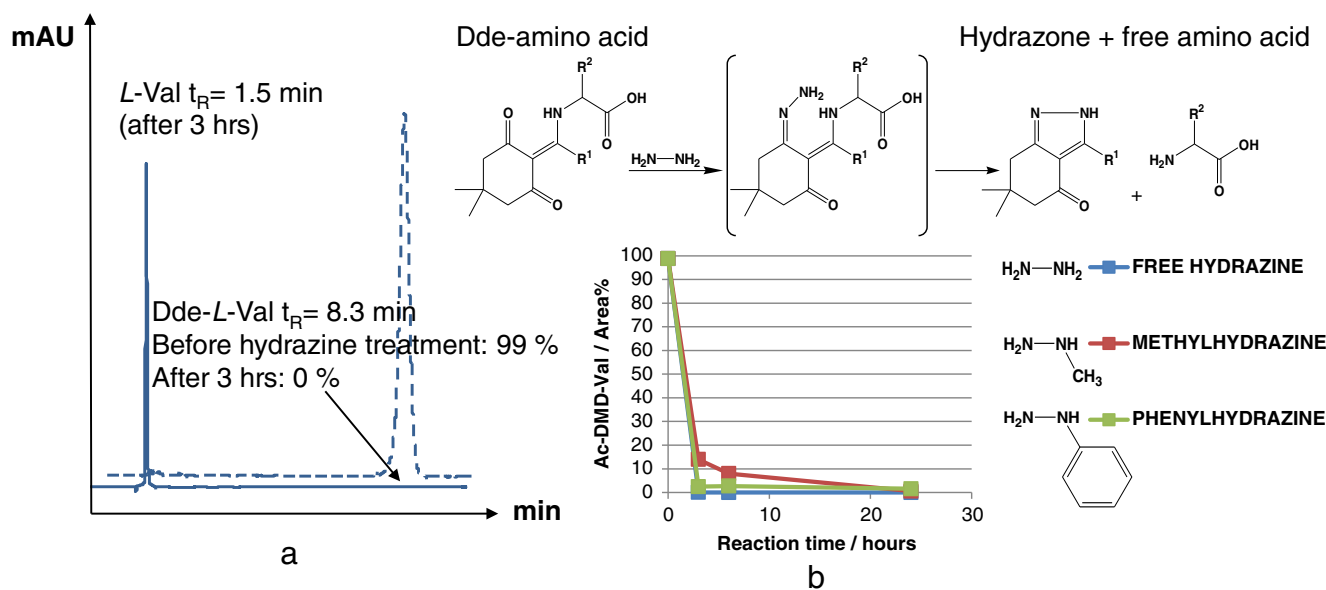 mAU
L-Val tR= 1.5 min
(after 3 hrs)
Dde-L-Val tR= 8.3 min
Before hydrazine treatment: 99 %
After 3 hrs: 0 %
min
a
Dde-amino acid
Hydrazone + free amino acid
R2
O
HN
OH
O
R1
O
H2N—NH2
NH2
N
R2
HN
OH
O
R1
O
N
NH
R1
O
+
R2
H2N
OH
O
Ac-DMD-Val / Area%
100
90
80
70
60
50
40
30
20
10
0
0
10
20
30
Reaction time / hours
b
H2N—NH2 FREE HYDRAZINE
H2N—NH METHYLHYDRAZINE
CH3
H2N—NH PHENYLHYDRAZINE